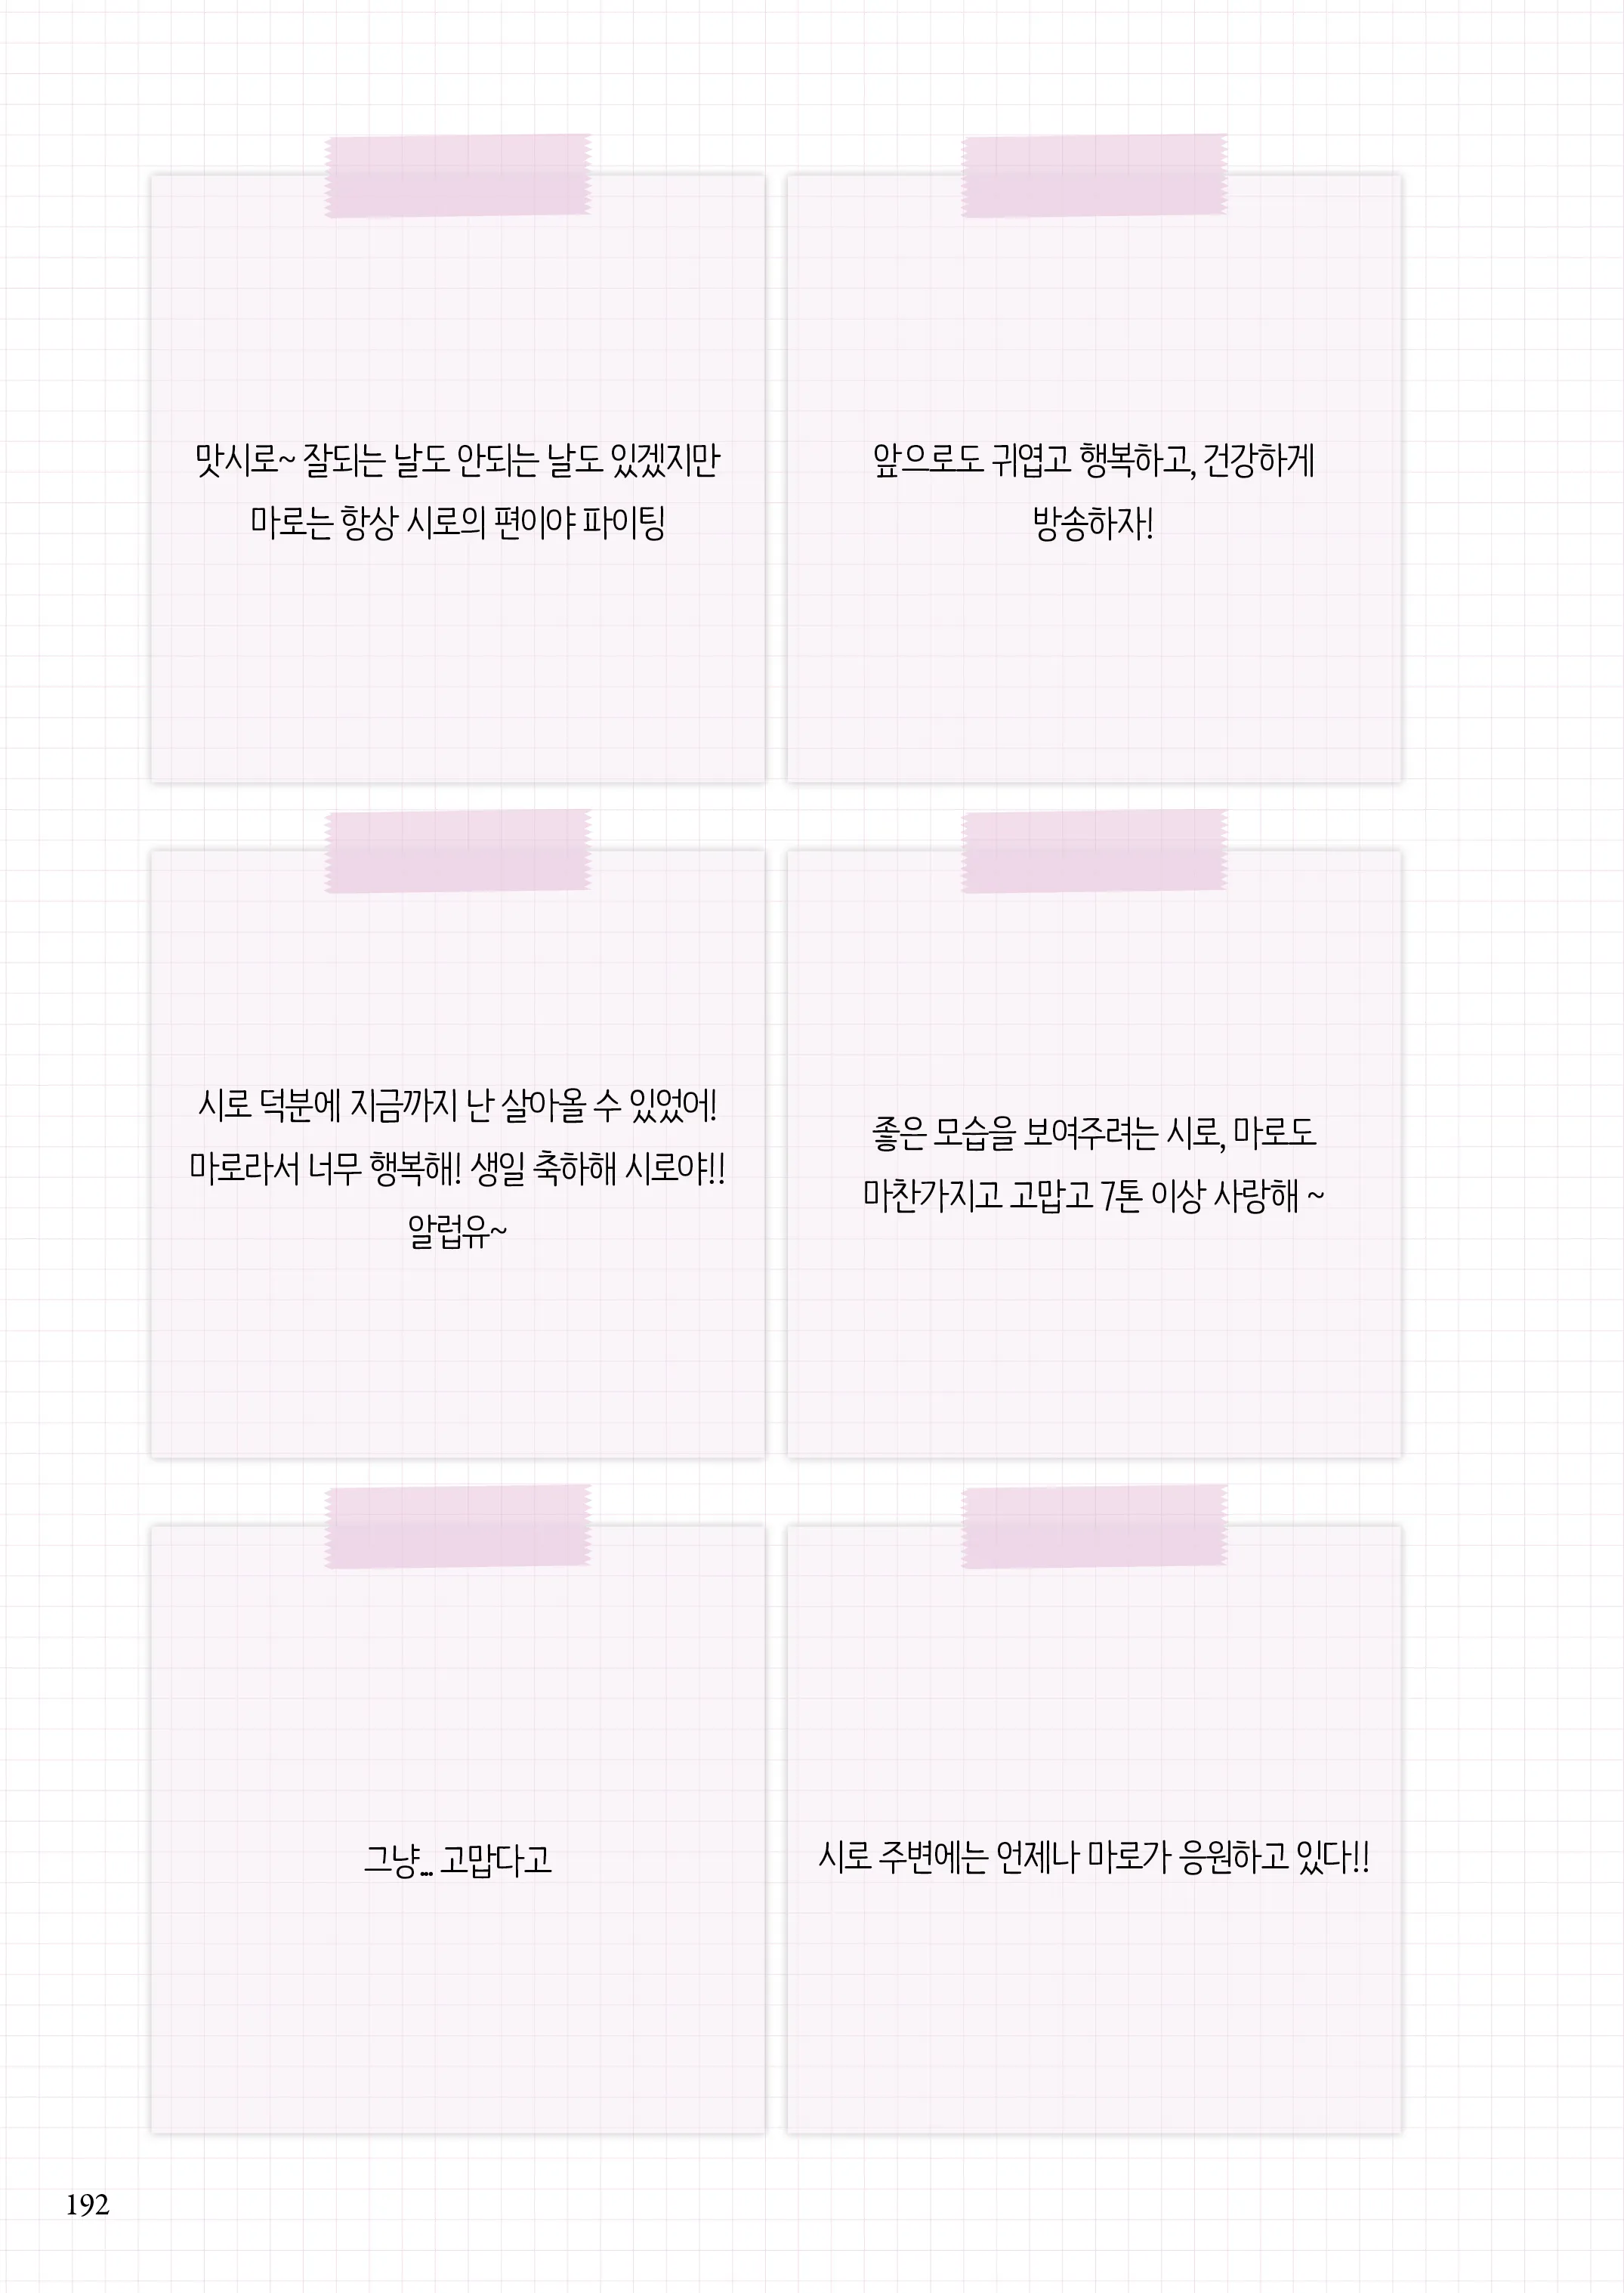 맛시로~ 잘되는 날도 안되는 날도 있겠지만
마로는 항상 시로의 편이야 파이팅
앞으로도 귀엽고 행복하고, 건강하게
방송하자!
시로 덕분에 지금까지 난 살아올 수 있었어!
마로라서 너무 행복해! 생일 축하해 시로야!!
알럽유~
좋은 모습을 보여주려는 시로, 마로도
마찬가지고 고맙고 7톤 이상 사랑해 ~
그냥... 고맙다고
시로 주변에는 언제나 마로가 응원하고 있다!!
192